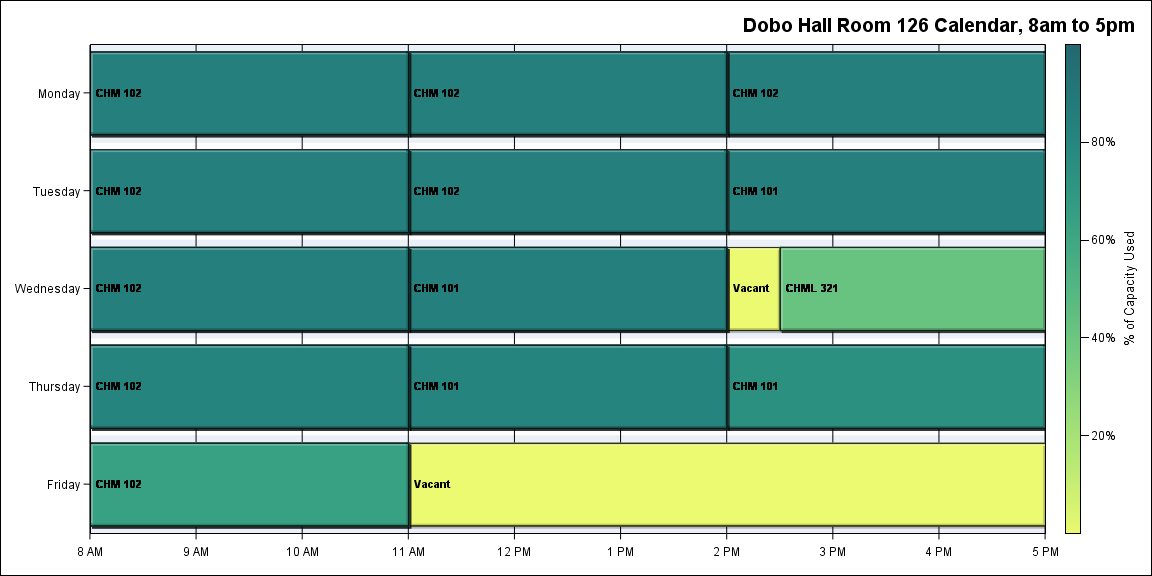 Dobo Hall Room 126 Calendar, 8am to 5pm
Monday CHM 102 CHM 102 CHM 102
80%
Tuesday CHM 102 CHM 102 CHM 101
60%
Wednesday CHM 102 CHM 101 Vacant CHML 321
% of Capacity Used
40%
Thursday CHM 102 CHM 101 CHM 101
20%
Friday CHM 102 Vacant
8 AM 9 AM 10 AM 11 AM 12 PM 1 PM 2 PM 3 PM 4 PM 5 PM